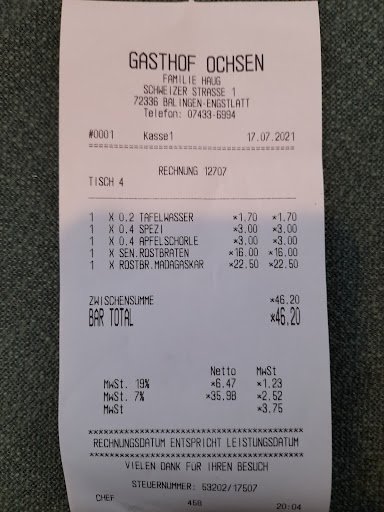 GASTHOF OCHSEN
FAMILIE HAUG
SCHWEIZER STRASSE 1
72336 BALINGEN-ENGSTLATT
Telefon: 07433-6994
#0001 Kasse1 17.07.2021
RECHNUNG 12707
TISCH 4
1 X 0.2 TAFELWASSER *1.70 *1.70
1 X 0.4 SPEZI *3.00 *3.00
1 X 0.4 APFELSCHORLE *3.00 *3.00
1 X SEN.ROSTBRATEN *16.00 *16.00
1 X ROSTBR.MADAGASKAR *22.50 *22.50
ZWISCHENSUMME *46.20
BAR TOTAL *46.20
Netto MwSt
MwSt. 19% *6.47 *1.23
MwSt. 7% *35.98 *2.52
MwSt *3.75
RECHNUNGSDATUM ENTSPRICHT LEISTUNGSDATUM
VIELEN DANK FÜR IHREN BESUCH
STEUERNUMMER: 53202/17507
CHEF 458 20:04